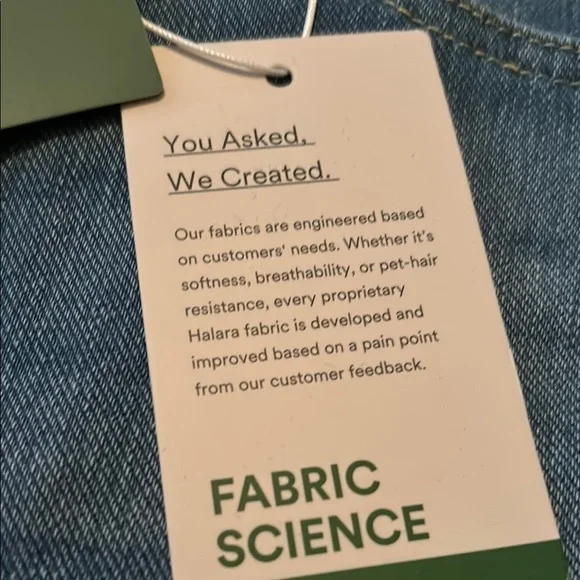 You Asked,
We Created.
Our fabrics are engineered based
on customers' needs. Whether it's
softness, breathability, or pet-hair
resistance, every proprietary
Halara fabric is developed and
improved based on a pain point
from our customer feedback.
FABRIC
SCIENCE